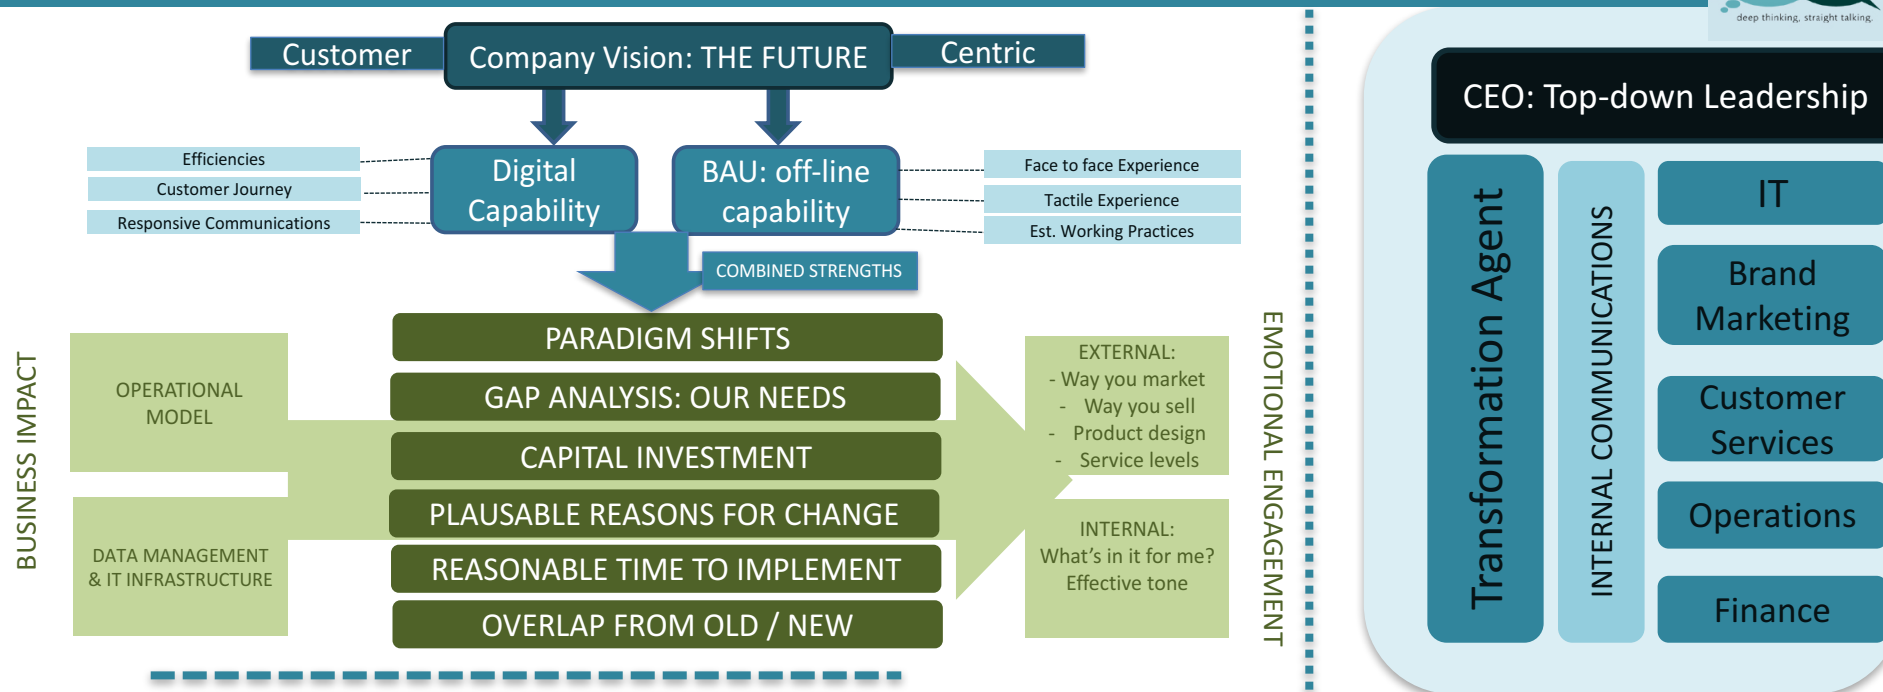 deep thinking, straight talking.
Customer
Company Vision: THE FUTURE
Centric
Efficiencies
Customer Journey
Responsive Communications
Digital
Capability
BAU: off-line
capability
Face to face Experience
Tactile Experience
Est. Working Practices
COMBINED STRENGTHS
BUSINESS IMPACT
OPERATIONAL
MODEL
DATA MANAGEMENT
& IT INFRASTRUCTURE
PARADIGM SHIFTS
GAP ANALYSIS: OUR NEEDS
CAPITAL INVESTMENT
PLAUSABLE REASONS FOR CHANGE
REASONABLE TIME TO IMPLEMENT
OVERLAP FROM OLD / NEW
EXTERNAL:
- Way you market
- Way you sell
- Product design
- Service levels
INTERNAL:
What’s in it for me?
Effective tone
EMOTIONAL ENGAGEMENT
CEO: Top-down Leadership
Transformation Agent
INTERNAL COMMUNICATIONS
IT
Brand
Marketing
Customer
Services
Operations
Finance